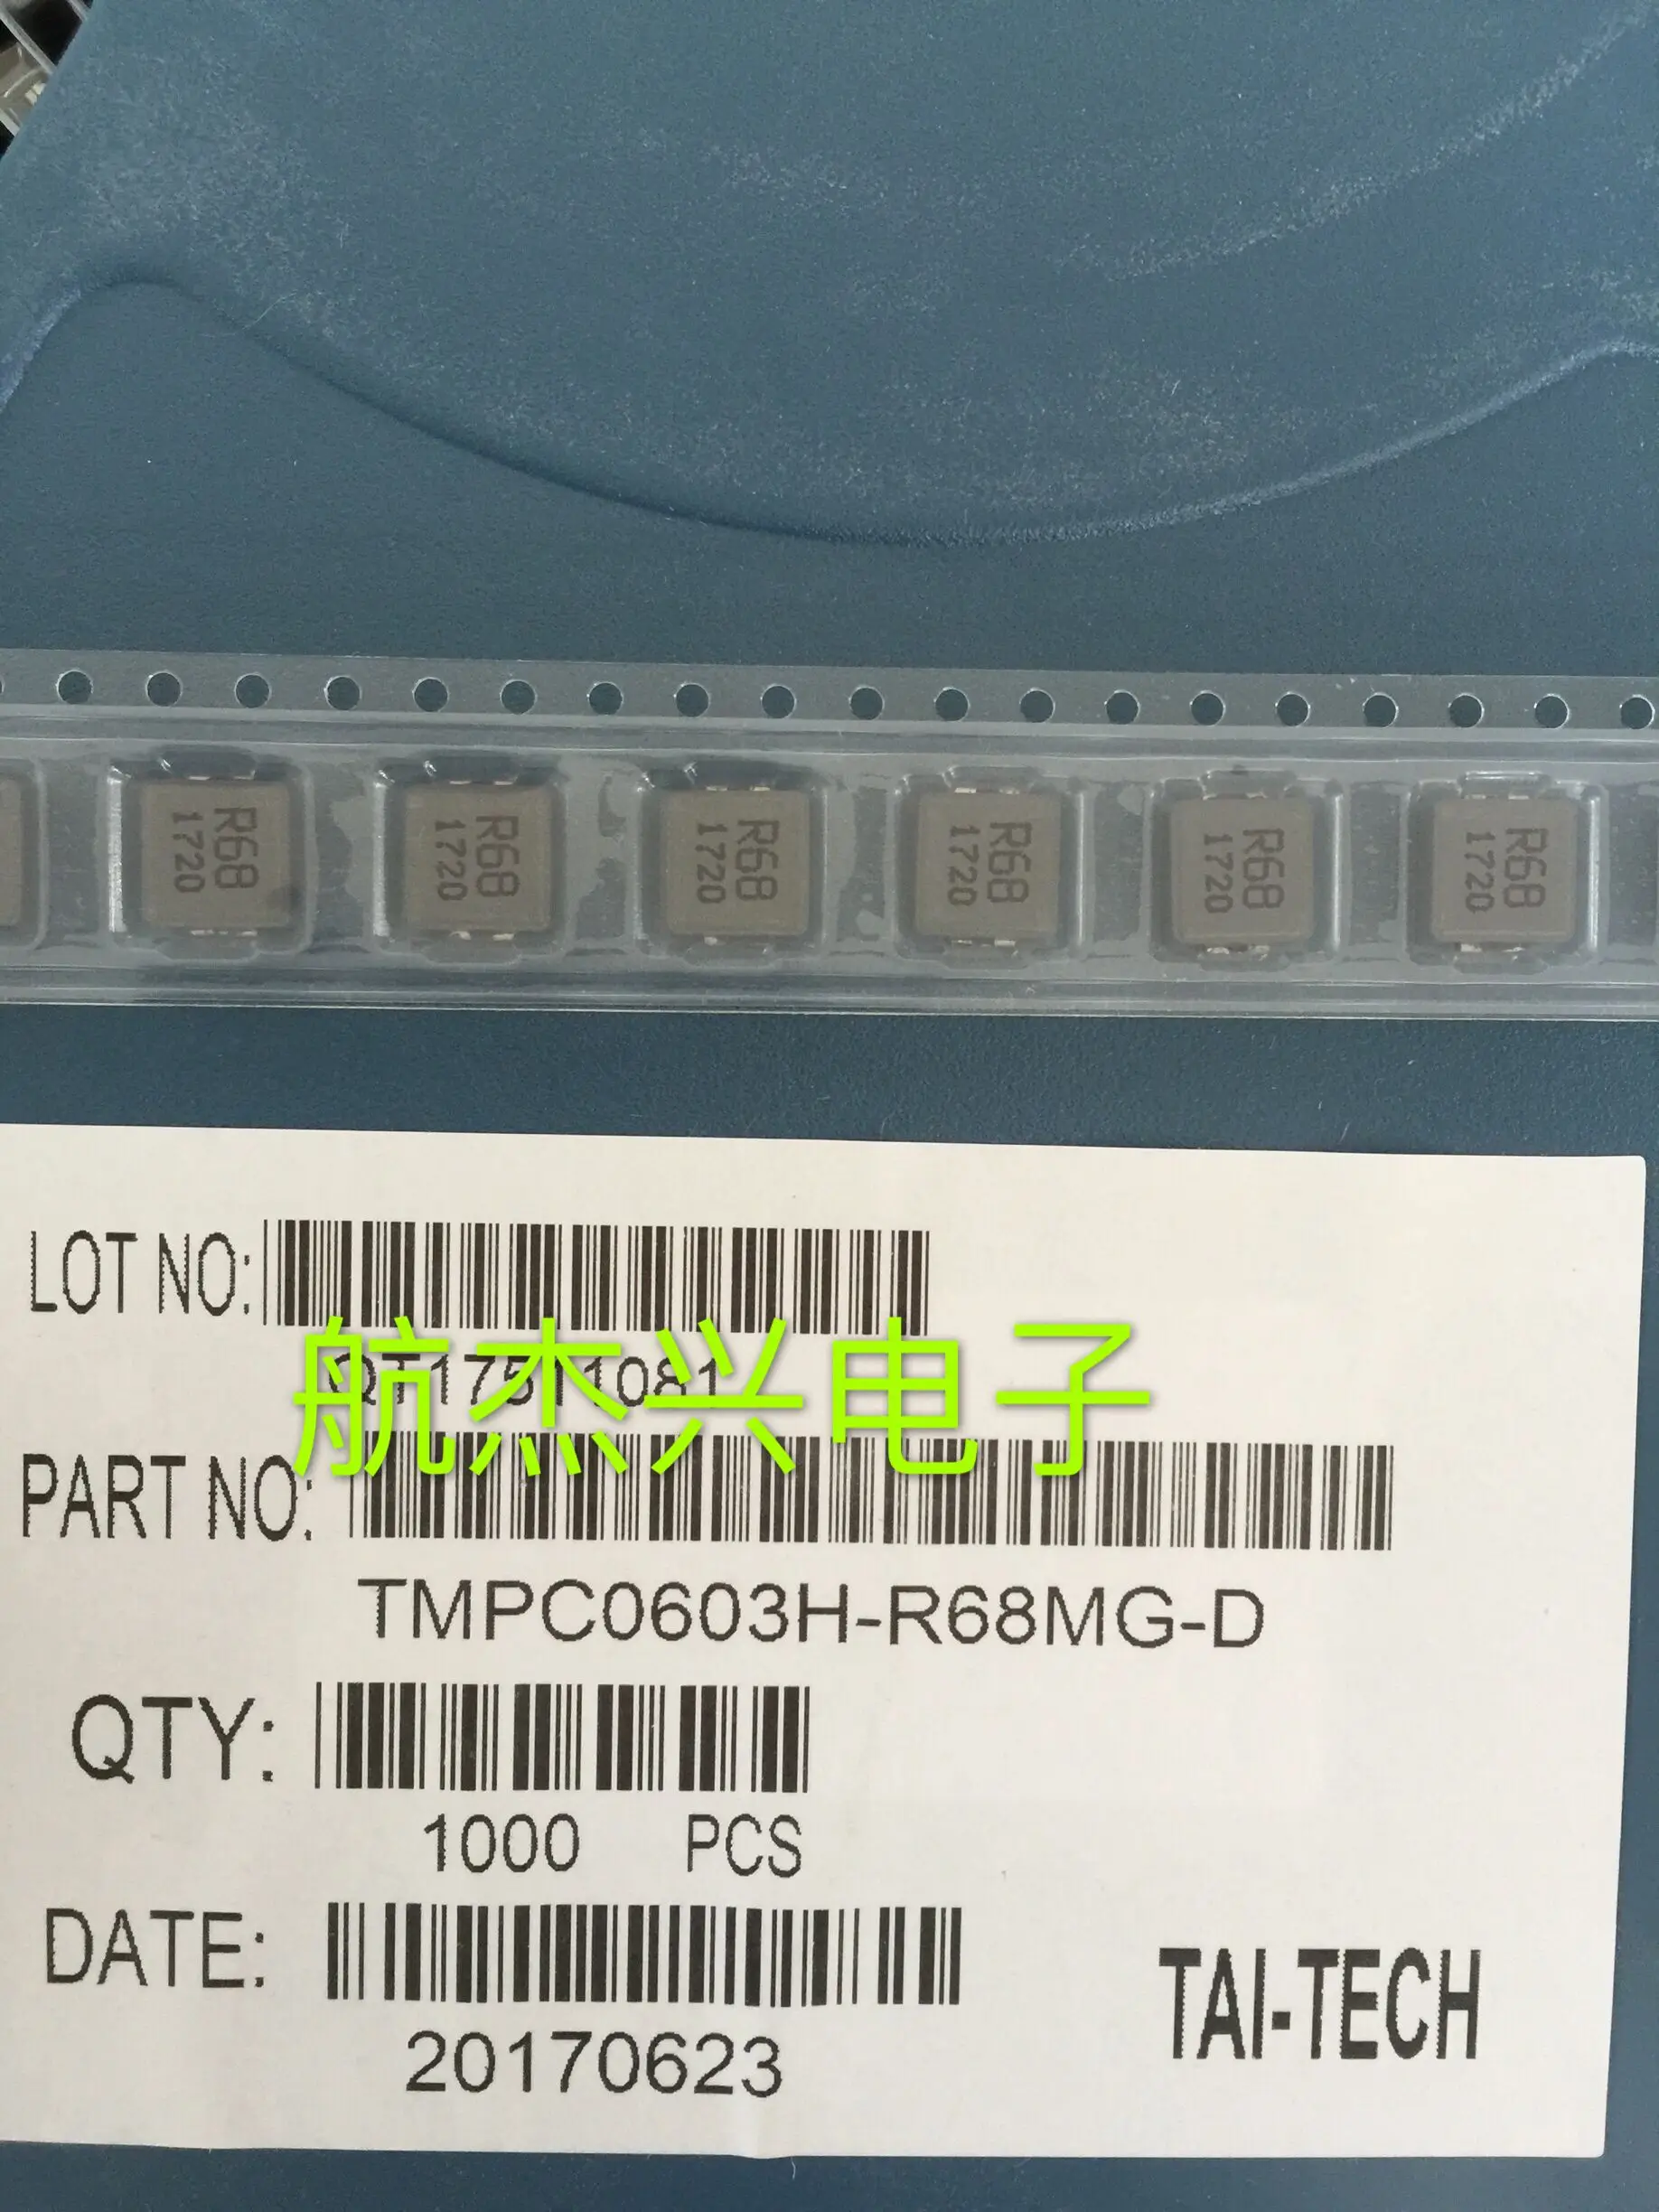 R68
1720
R68
1720
R68
1720
R68
1720
R68
1720
R68
1720
LOT NO:
QT17511081
航杰兴电子
PART NO:
TMPC0603H-R68MG-D
QTY:
1000 PCS
DATE:
20170623
TAI-TECH